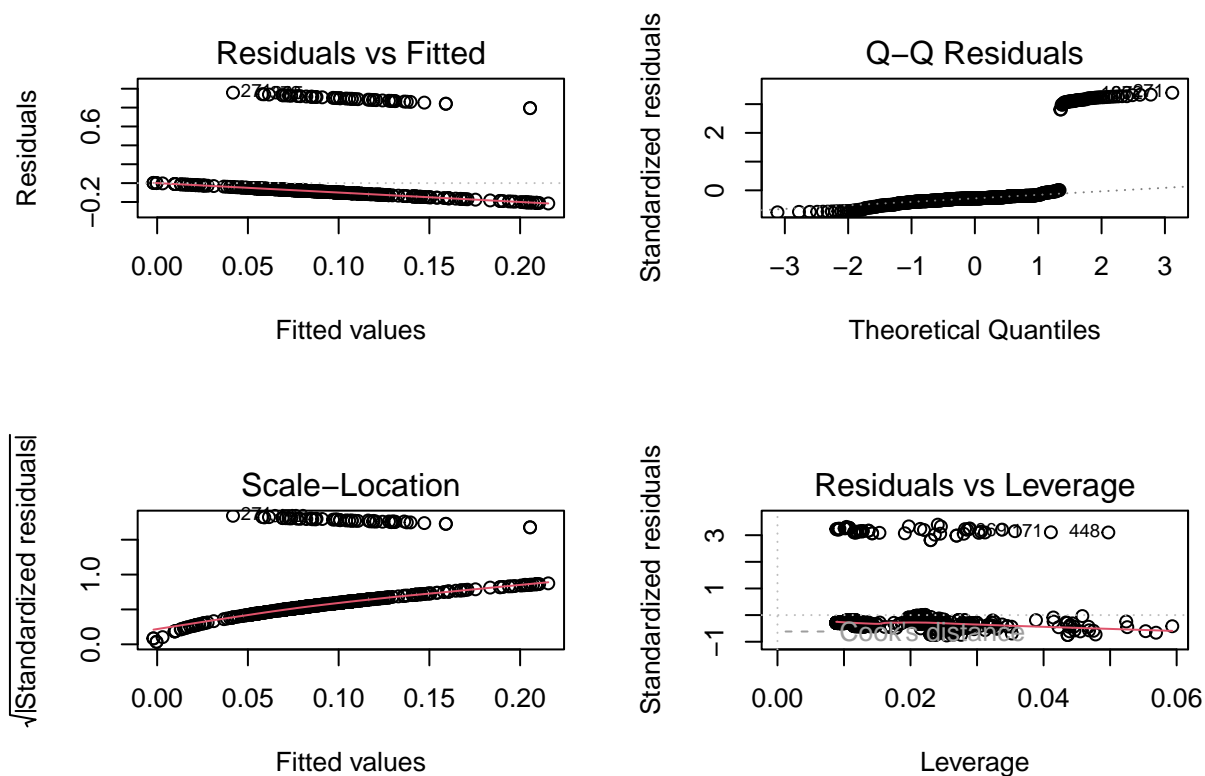 Residuals vs Fitted
Residuals
0.6
−0.2
0.00 0.05 0.10 0.15 0.20
Fitted values
Q−Q Residuals
Standardized residuals
2
0
−3 −2 −1 0 1 2 3
Theoretical Quantiles
271
Scale−Location
√|Standardized residuals|
1.0
0.0
0.00 0.05 0.10 0.15 0.20
Fitted values
Residuals vs Leverage
Standardized residuals
3
1
−1
171 448
Cook's distance
0.00 0.02 0.04 0.06
Leverage